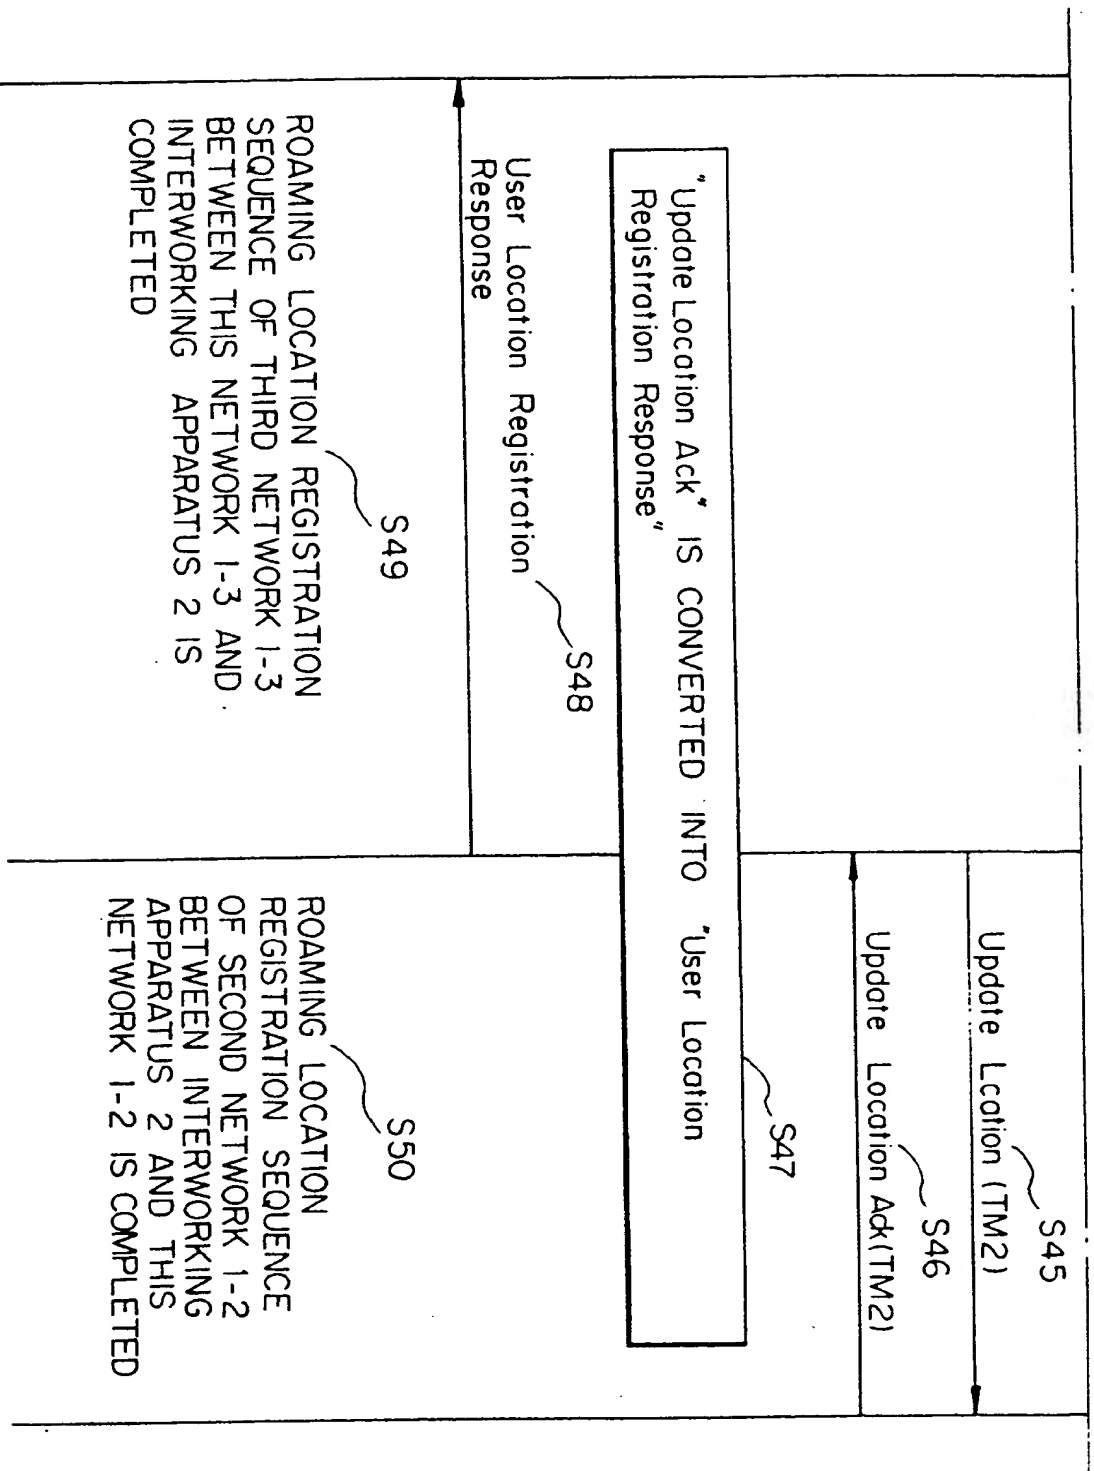 S45
Update Lcation (TM2)
S46
Update Location Ack(TM2)
S47
"Update Location Ack" IS CONVERTED INTO "User Location
Registration Response"
S48
User Location Registration
Response
S49
ROAMING LOCATION REGISTRATION
SEQUENCE OF THIRD NETWORK 1-3
BETWEEN THIS NETWORK 1-3 AND
INTERWORKING APPARATUS 2 IS
COMPLETED
S50
ROAMING LOCATION
REGISTRATION SEQUENCE
OF SECOND NETWORK 1-2
BETWEEN INTERWORKING
APPARATUS 2 AND THIS
NETWORK 1-2 IS COMPLETED